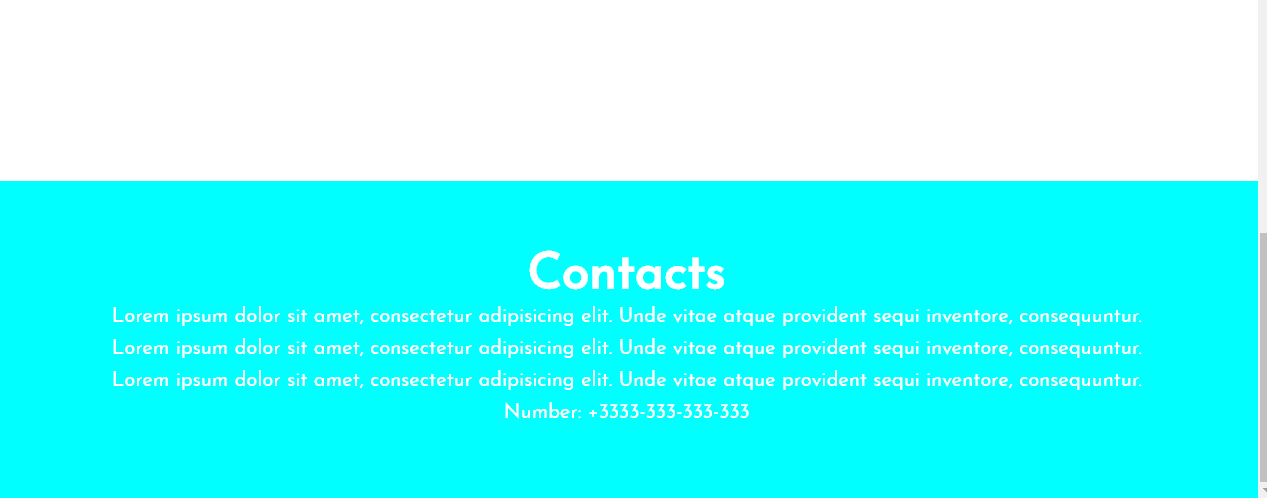 Contacts
Lorem ipsum dolor sit amet, consectetur adipisicing elit. Unde vitae atque provident sequi inventore, consequuntur.
Lorem ipsum dolor sit amet, consectetur adipisicing elit. Unde vitae atque provident sequi inventore, consequuntur.
Lorem ipsum dolor sit amet, consectetur adipisicing elit. Unde vitae atque provident sequi inventore, consequuntur.
Number: +3333-333-333-333